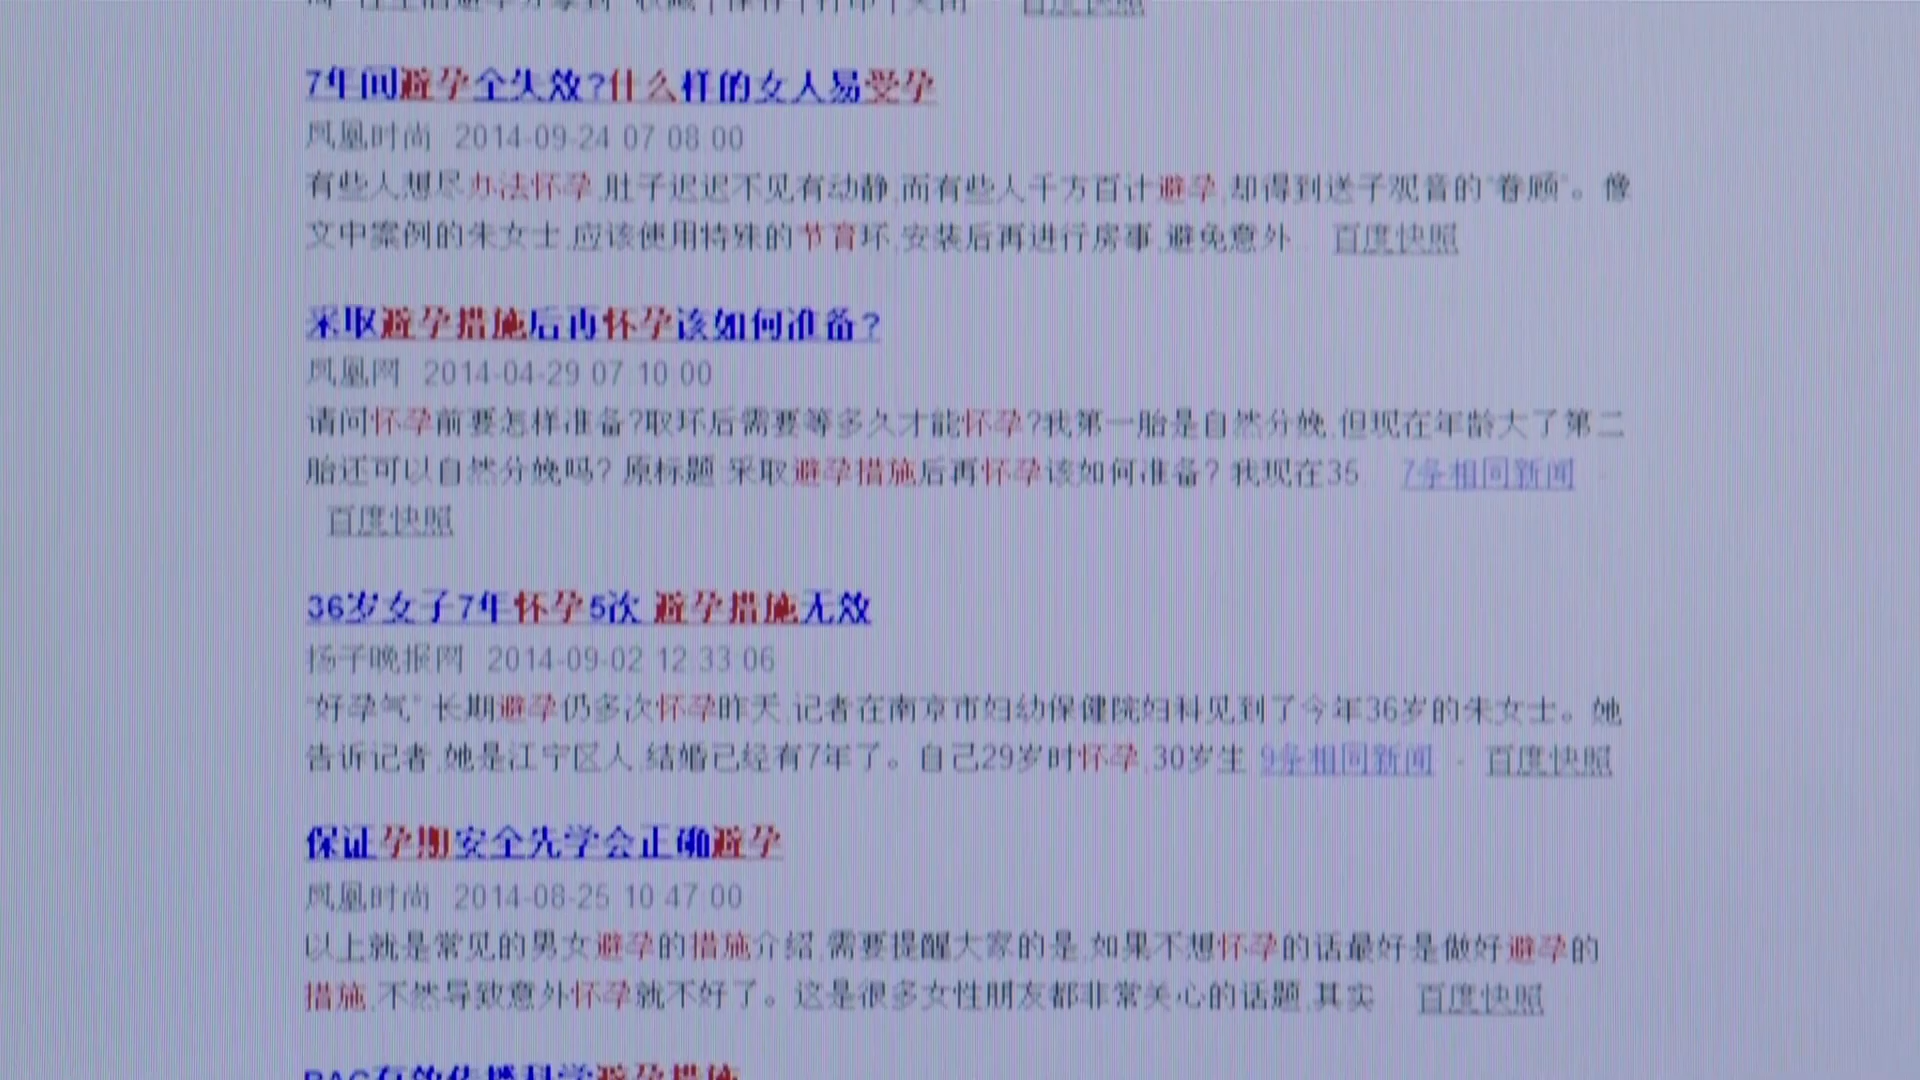 百度快照
7年间避孕全失效?什么样的女人易受孕
凤凰时尚 2014-09-24 07:08:00
有些人想尽办法怀孕,肚子迟迟不见有动静,而有些人千方百计避孕,却得到送子观音的"眷顾"。像
文中案例的朱女士,应该使用特殊的节育环,安装后再进行房事,避免意外 百度快照
采取避孕措施后再怀孕该如何准备?
凤凰网 2014-04-29 07:10:00
请问怀孕前要怎样准备?取环后需要等多久才能怀孕?我第一胎是自然分娩,但现在年龄大了第二
胎还可以自然分娩吗? 原标题:采取避孕措施后再怀孕该如何准备? 我现在35 7条相同新闻
百度快照
36岁女子7年怀孕5次 避孕措施无效
扬子晚报网 2014-09-02 12:33:06
"好孕气" 长期避孕仍多次怀孕昨天,记者在南京市妇幼保健院妇科见到了今年36岁的朱女士。她
告诉记者,她是江宁区人,结婚已经有7年了。自己29岁时怀孕,30岁生 9条相同新闻 - 百度快照
保证孕期安全先学会正确避孕
凤凰时尚 2014-08-25 10:47:00
以上就是常见的男女避孕的措施介绍,需要提醒大家的是,如果不想怀孕的话最好是做好避孕的
措施,不然导致意外怀孕就不好了。这是很多女性朋友都非常关心的话题,其实 百度快照
避孕措施